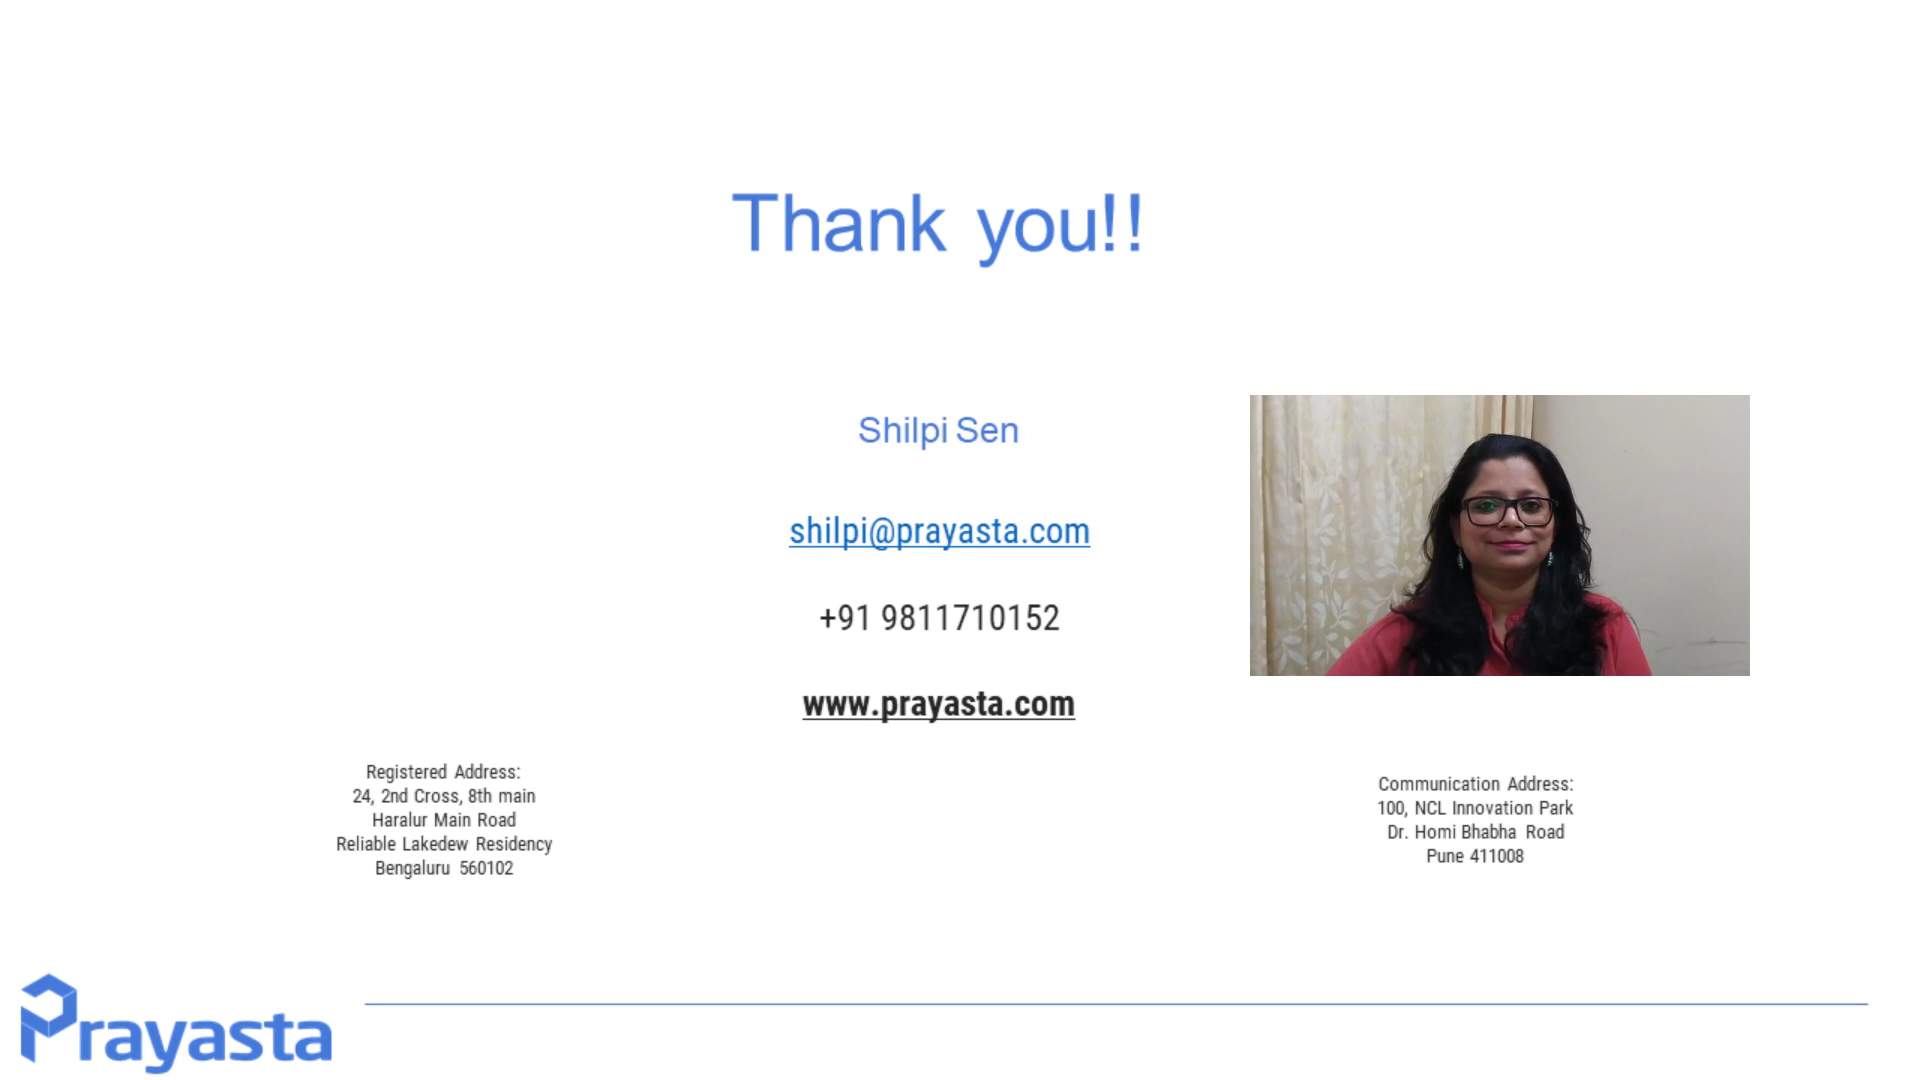 Thank you!!
Shilpi Sen
shilpi@prayasta.com
+91 9811710152
www.prayasta.com
Registered Address:
24, 2nd Cross, 8th main
Haralur Main Road
Reliable Lakedew Residency
Bengaluru 560102
Communication Address:
100, NCL Innovation Park
Dr. Homi Bhabha Road
Pune 411008
Prayasta